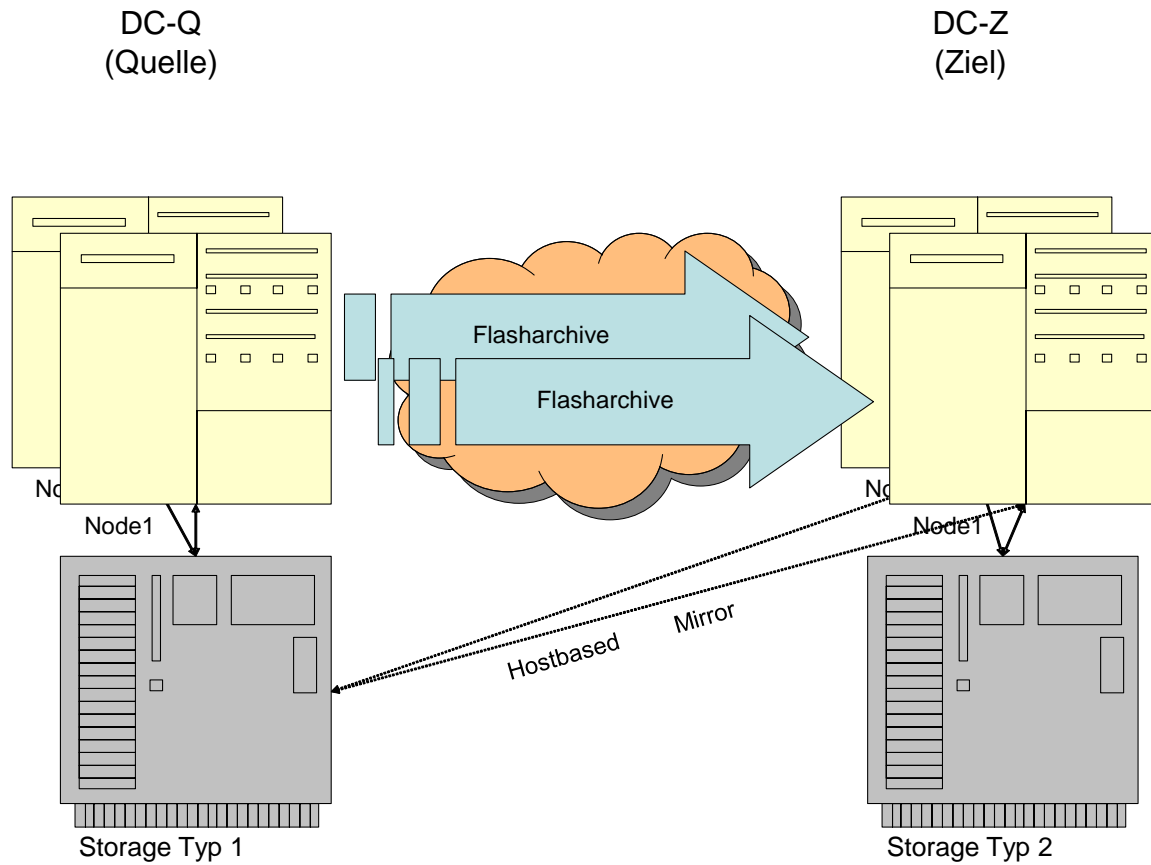 DC-Q
(Quelle)
DC-Z
(Ziel)
Flasharchive
Flasharchive
Node1
Node1
Hostbased Mirror
Storage Typ 1
Storage Typ 2